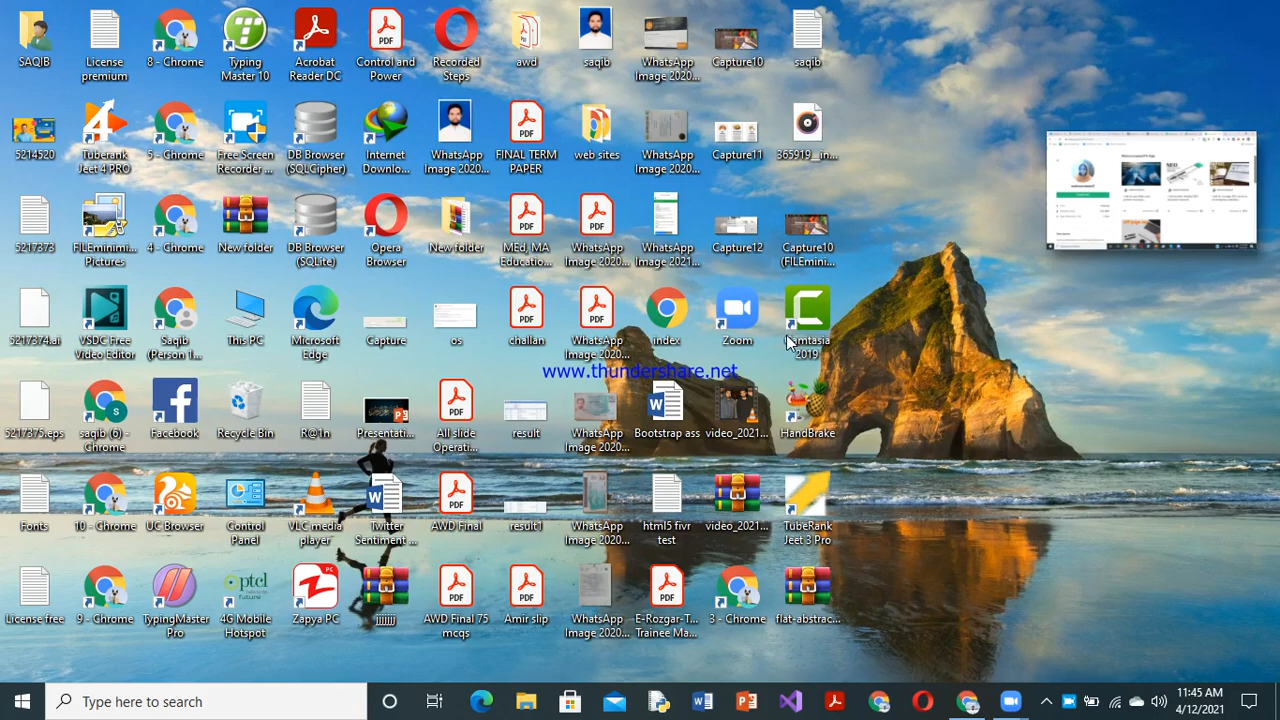 SAQIB
License premium
8 - Chrome
Typing Master 10
Acrobat Reader DC
Control and Power
Recorded Steps
awd
saqib
WhatsApp Image 2020...
Capture10
saqib
5214520
Tuberank Jeet 4 PRO
5 - Chrome
Free Screen Recorder ...
DB Browser (SQLCipher)
Internet Downlo...
WhatsApp Image 2020...
FINAL TERM PAPER
web sites
WhatsApp Image 2020...
Capture11
365919_in...
5217373
FILEminimi... Pictures
4 - Chrome
New folder
DB Browser (SQLite)
Opera Browser
New folder
MEd, MA Educatio...
WhatsApp Image 2020...
WhatsApp Image 2021...
Capture12
Capture10 (FILEmini...
5217374.ai
VSDC Free Video Editor
Saqib (Person 1...
This PC
Microsoft Edge
Capture
os
challan
WhatsApp Image 2020...
index
Zoom
Camtasia 2019
www.thundershare.net
5217375.eps
saqib (6) - Chrome
Facebook
Recycle Bin
R@1n
Presentati...
All slide Operati...
result
WhatsApp Image 2020...
Bootstrap ass
video_2021...
HandBrake
Fonts
10 - Chrome
UC Browser
Control Panel
VLC media player
Twitter Sentiment ...
AWD Final
result1
WhatsApp Image 2020...
html5 fivr test
video_2021...
TubeRank Jeet 3 Pro
License free
9 - Chrome
TypingMaster Pro
4G Mobile Hotspot
Zapya PC
jjjjjjj
AWD Final 75 mcqs
Amir slip
WhatsApp Image 2020...
E-Rozgar-T... Trainee Ma...
3 - Chrome
flat-abstrac...
Type here to search
11:45 AM
4/12/2021